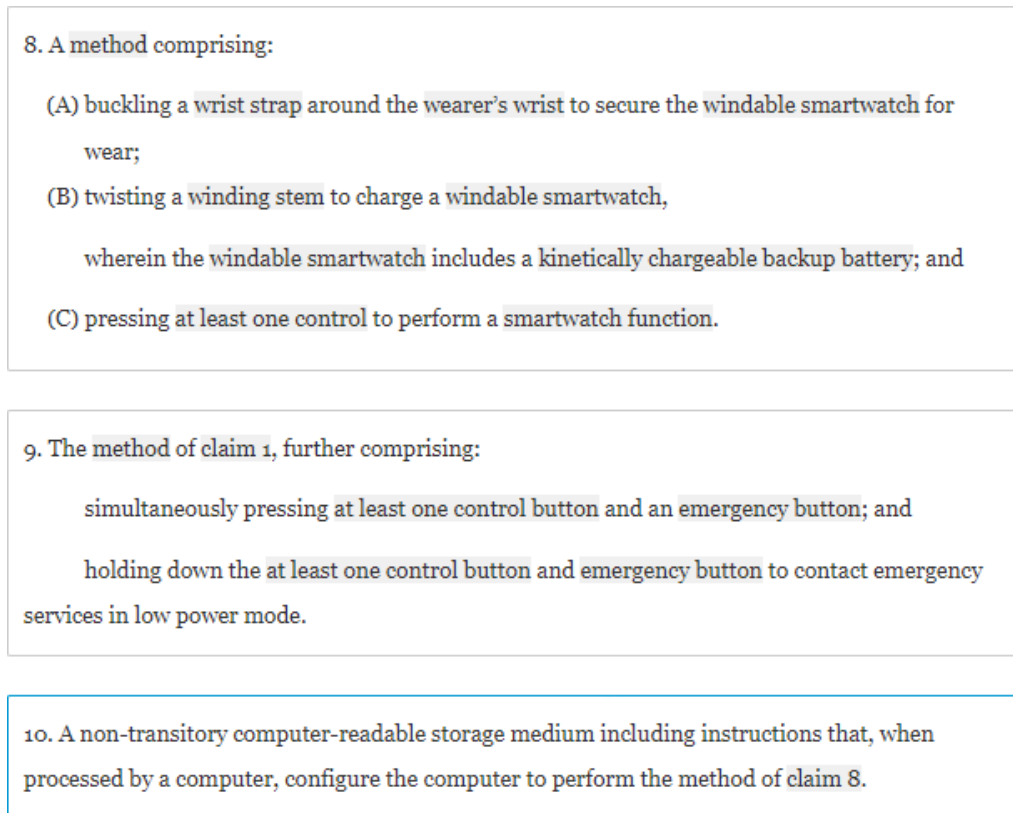 8. A method comprising:
(A) buckling a wrist strap around the wearer’s wrist to secure the windable smartwatch for
wear;
(B) twisting a winding stem to charge a windable smartwatch,
wherein the windable smartwatch includes a kinetically chargeable backup battery; and
(C) pressing at least one control to perform a smartwatch function.
9. The method of claim 1, further comprising:
simultaneously pressing at least one control button and an emergency button; and
holding down the at least one control button and emergency button to contact emergency
services in low power mode.
10. A non-transitory computer-readable storage medium including instructions that, when
processed by a computer, configure the computer to perform the method of claim 8.